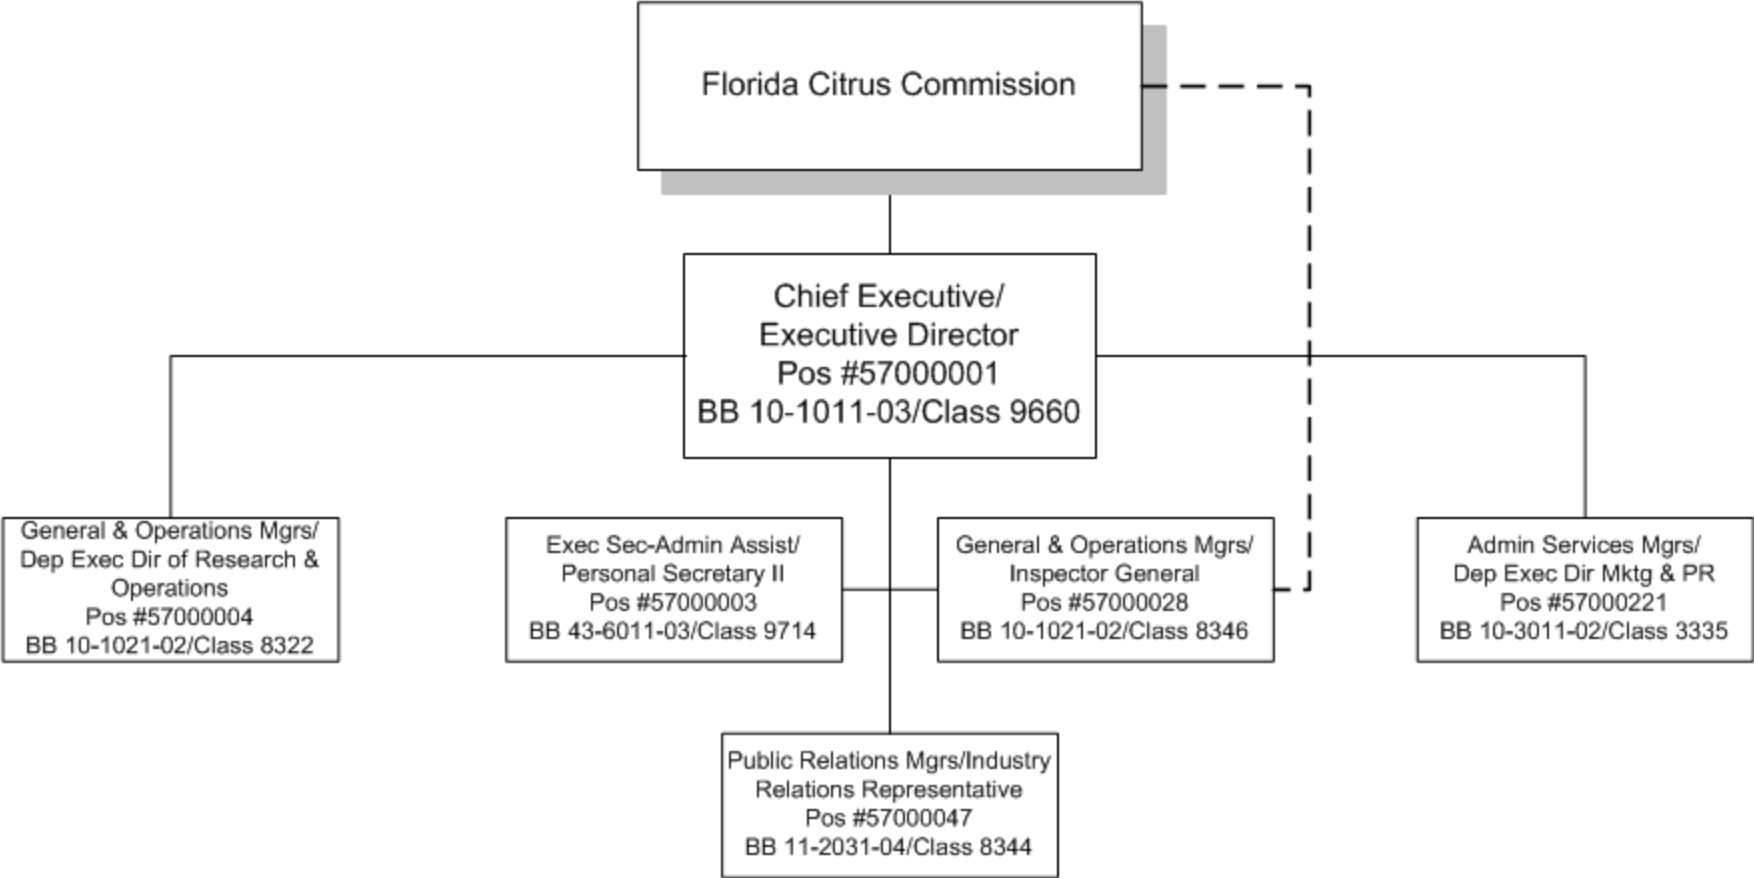 Florida Citrus Commission
Chief Executive/
Executive Director
Pos #57000001
BB 10-1011-03/Class 9660
General & Operations Mgrs/
Dep Exec Dir of Research &
Operations
Pos #57000004
BB 10-1021-02/Class 8322
Exec Sec-Admin Assist/
Personal Secretary II
Pos #57000003
BB 43-6011-03/Class 9714
General & Operations Mgrs/
Inspector General
Pos #57000028
BB 10-1021-02/Class 8346
Admin Services Mgrs/
Dep Exec Dir Mktg & PR
Pos #57000221
BB 10-3011-02/Class 3335
Public Relations Mgrs/Industry
Relations Representative
Pos #57000047
BB 11-2031-04/Class 8344